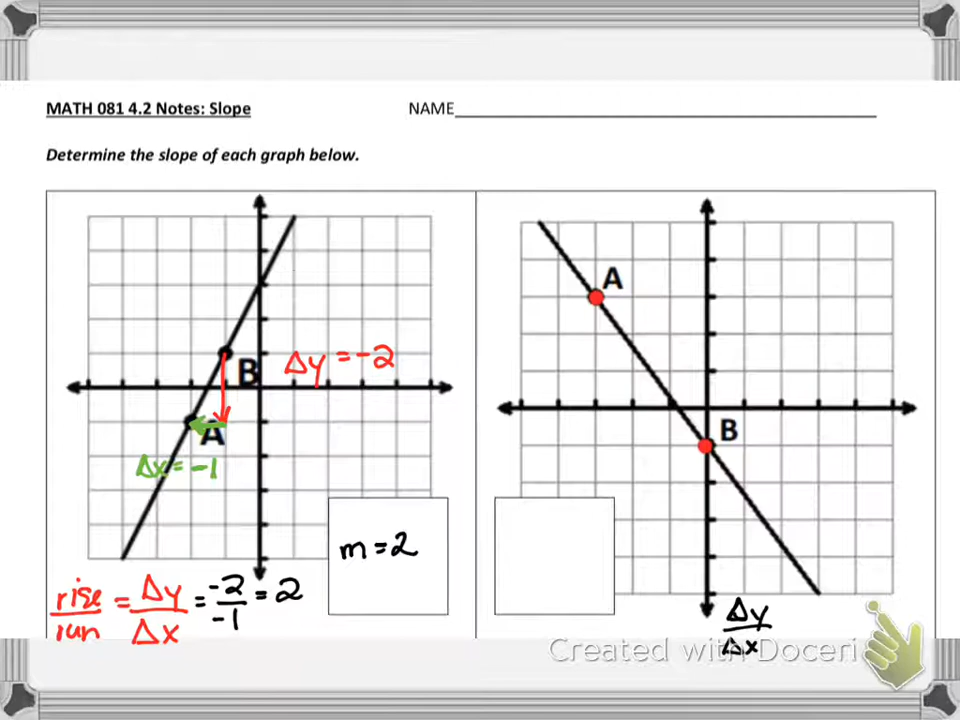 MATH 081 4.2 Notes: Slope NAME
Determine the slope of each graph below.
A
B
Δy = -2
B
A
Δx = -1
m = 2
rise/run = Δy/Δx = -2/-1 = 2
Δy/Δx
Created with Doceri